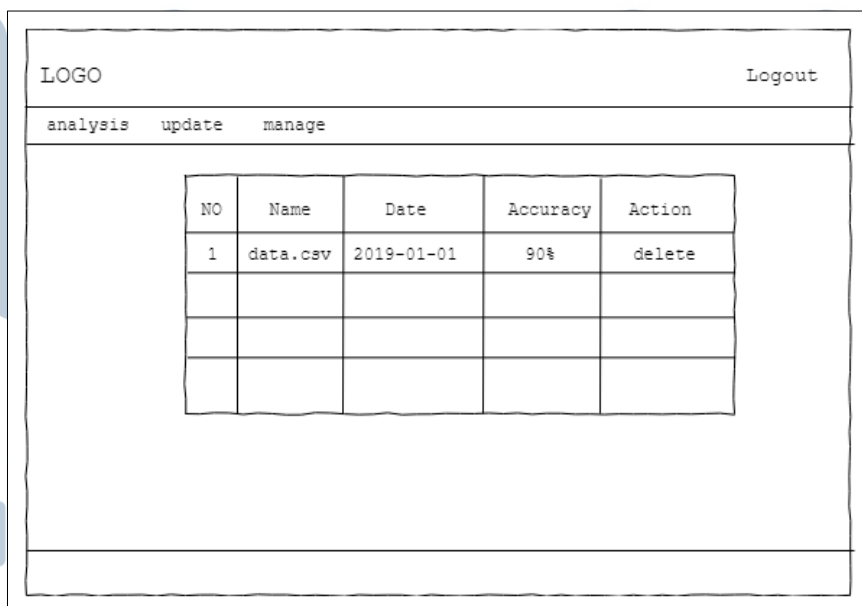 LOGO Logout
analysis update manage
NO Name Date Accuracy Action
1 data.csv 2019-01-01 90% delete